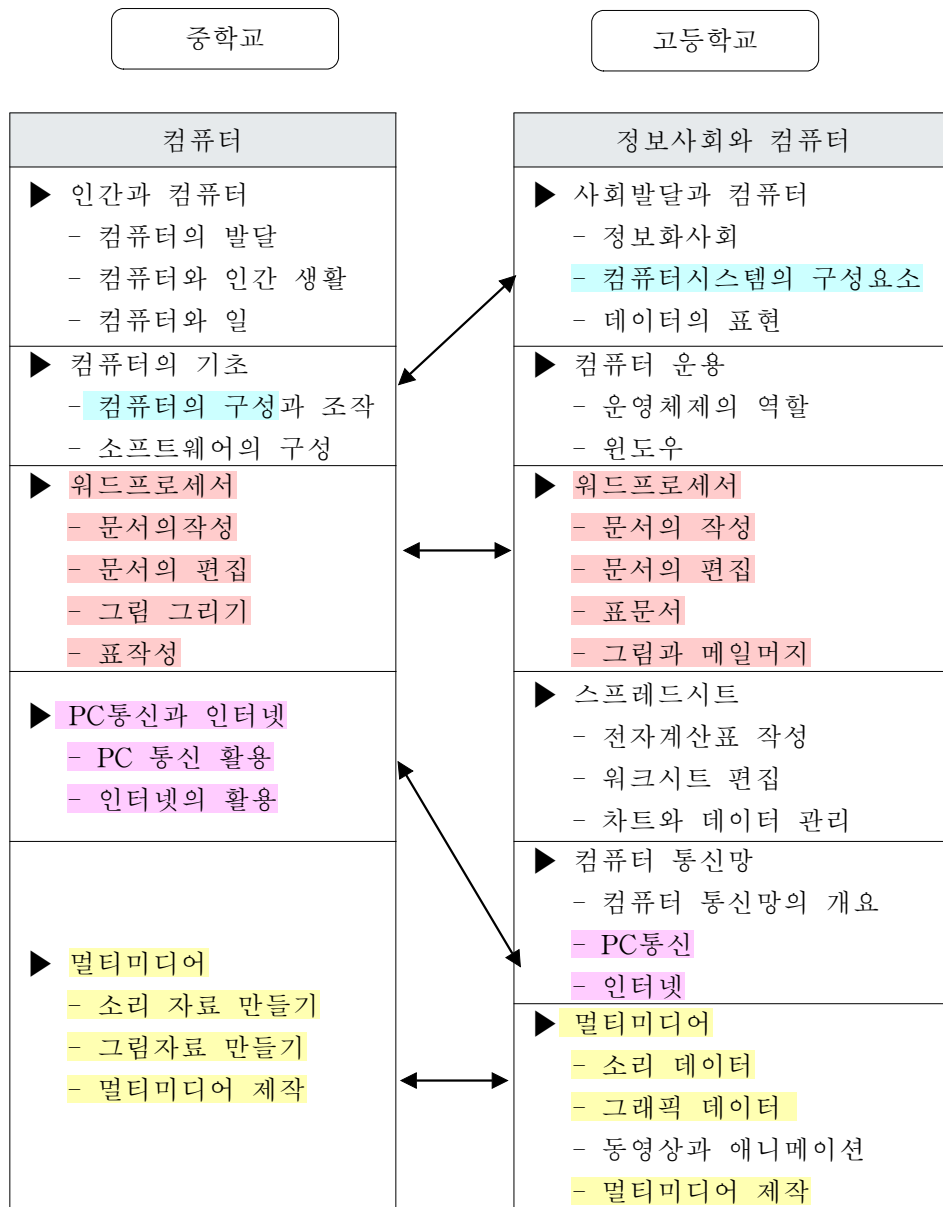 중학교
고등학교
컴퓨터
▶ 인간과 컴퓨터
- 컴퓨터의 발달
- 컴퓨터와 인간 생활
- 컴퓨터와 일
▶ 컴퓨터의 기초
- 컴퓨터의 구성과 조작
- 소프트웨어의 구성
▶ 워드프로세서
- 문서의작성
- 문서의 편집
- 그림 그리기
- 표작성
▶ PC통신과 인터넷
- PC 통신 활용
- 인터넷의 활용
▶ 멀티미디어
- 소리 자료 만들기
- 그림자료 만들기
- 멀티미디어 제작
정보사회와 컴퓨터
▶ 사회발달과 컴퓨터
- 정보화사회
- 컴퓨터시스템의 구성요소
- 데이터의 표현
▶ 컴퓨터 운용
- 운영체제의 역할
- 윈도우
▶ 워드프로세서
- 문서의 작성
- 문서의 편집
- 표문서
- 그림과 메일머지
▶ 스프레드시트
- 전자계산표 작성
- 워크시트 편집
- 차트와 데이터 관리
▶ 컴퓨터 통신망
- 컴퓨터 통신망의 개요
- PC통신
- 인터넷
▶ 멀티미디어
- 소리 데이터
- 그래픽 데이터
- 동영상과 애니메이션
- 멀티미디어 제작